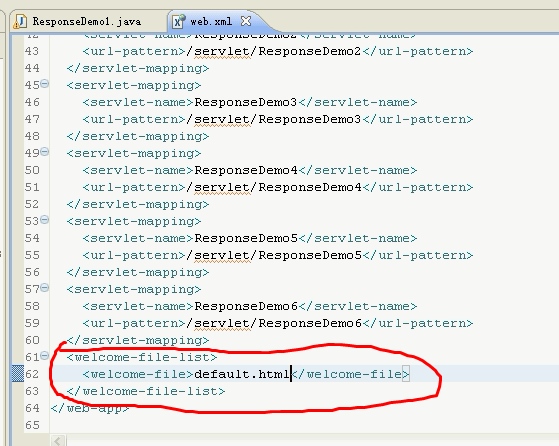 ResponseDemo1.java
web.xml
42 <servlet-name>ResponseDemo2</servlet-name>
43 <url-pattern>/servlet/ResponseDemo2</url-pattern>
44 </servlet-mapping>
45 <servlet-mapping>
46 <servlet-name>ResponseDemo3</servlet-name>
47 <url-pattern>/servlet/ResponseDemo3</url-pattern>
48 </servlet-mapping>
49 <servlet-mapping>
50 <servlet-name>ResponseDemo4</servlet-name>
51 <url-pattern>/servlet/ResponseDemo4</url-pattern>
52 </servlet-mapping>
53 <servlet-mapping>
54 <servlet-name>ResponseDemo5</servlet-name>
55 <url-pattern>/servlet/ResponseDemo5</url-pattern>
56 </servlet-mapping>
57 <servlet-mapping>
58 <servlet-name>ResponseDemo6</servlet-name>
59 <url-pattern>/servlet/ResponseDemo6</url-pattern>
60 </servlet-mapping>
61 <welcome-file-list>
62 <welcome-file>default.html</welcome-file>
63 </welcome-file-list>
64 </web-app>
65